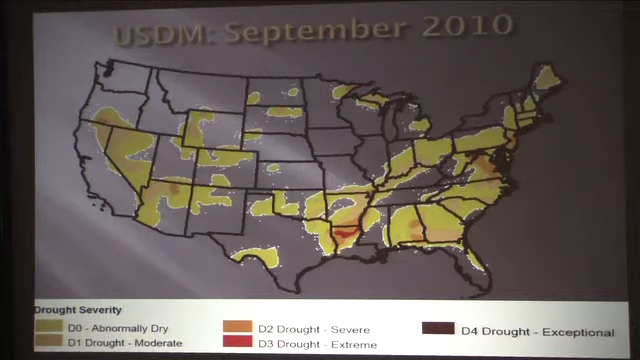 USDM: September 2010
Drought Severity
D0 - Abnormally Dry
D1 Drought - Moderate
D2 Drought - Severe
D3 Drought - Extreme
D4 Drought - Exceptional